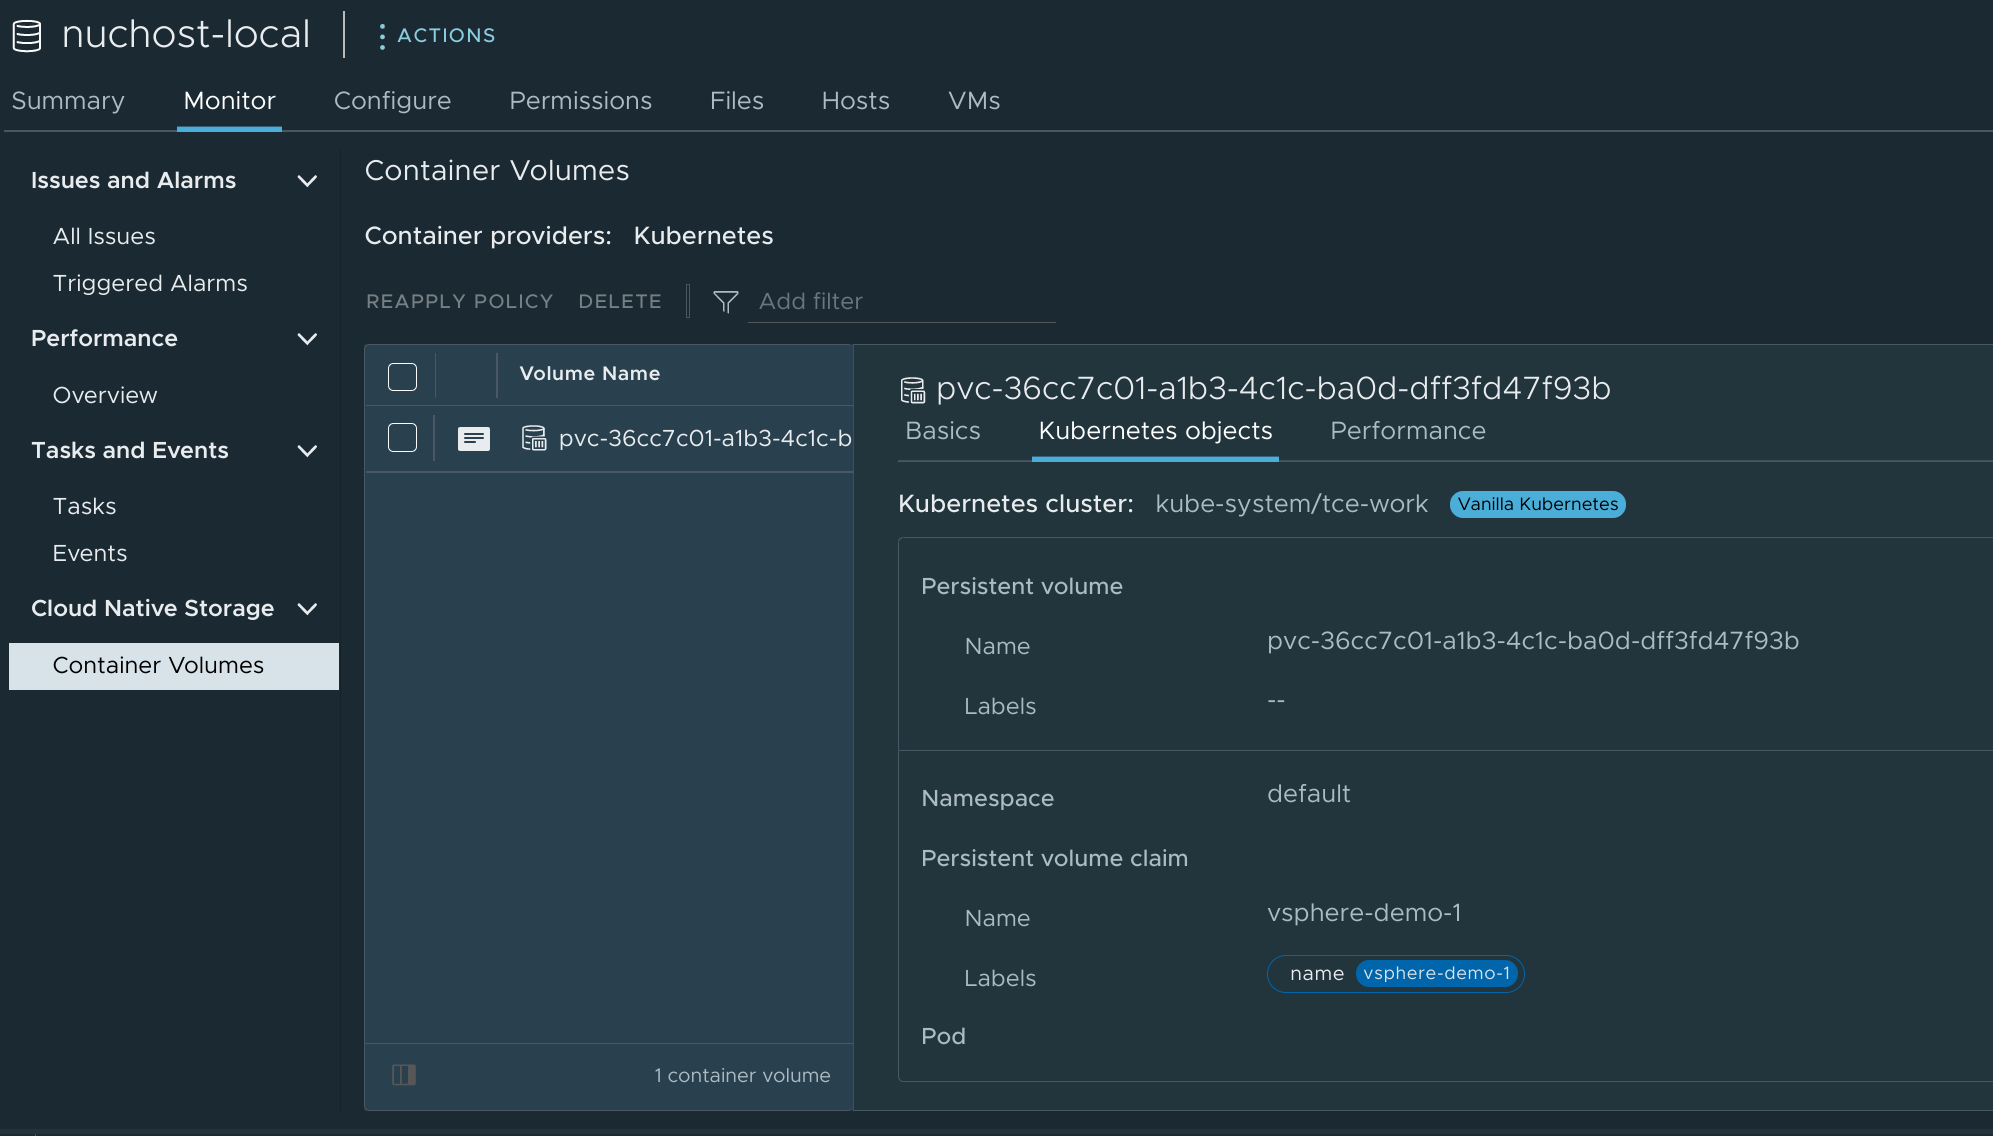 nuchost-local
ACTIONS
Summary Monitor Configure Permissions Files Hosts VMs
Issues and Alarms
All Issues
Triggered Alarms
Performance
Overview
Tasks and Events
Tasks
Events
Cloud Native Storage
Container Volumes
Container Volumes
Container providers: Kubernetes
REAPPLY POLICY DELETE Add filter
Volume Name
pvc-36cc7c01-a1b3-4c1c-b
1 container volume
pvc-36cc7c01-a1b3-4c1c-ba0d-dff3fd47f93b
Basics Kubernetes objects Performance
Kubernetes cluster: kube-system/tce-work Vanilla Kubernetes
Persistent volume
Name pvc-36cc7c01-a1b3-4c1c-ba0d-dff3fd47f93b
Labels --
Namespace default
Persistent volume claim
Name vsphere-demo-1
Labels name vsphere-demo-1
Pod